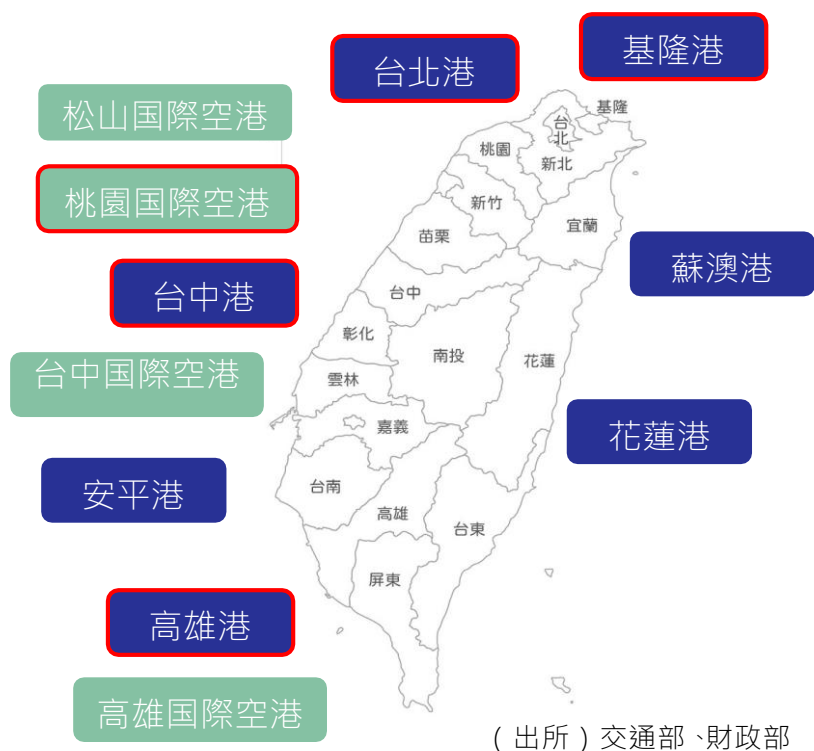 基隆港
台北港
松山国際空港
基隆
台北
桃園
新北
桃園国際空港
新竹
宜蘭
苗栗
蘇澳港
台中港
台中
彰化
南投
花蓮
台中国際空港
雲林
嘉義
花蓮港
安平港
台南
高雄
台東
屏東
高雄港
高雄国際空港
(出所)交通部、財政部